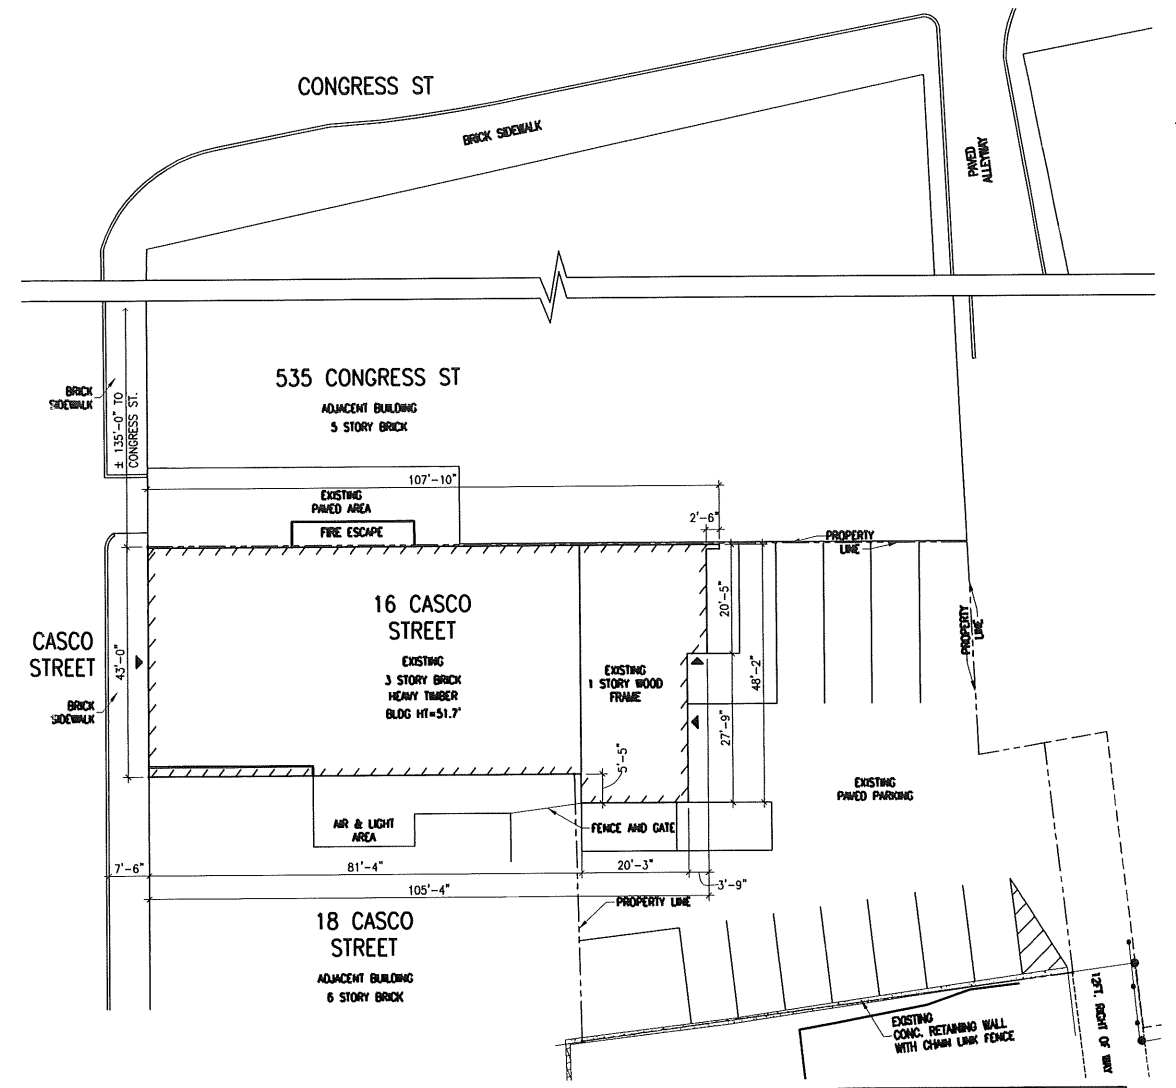 CONGRESS ST
BRICK SIDEWALK
PAVED
ALLEYWAY
535 CONGRESS ST
ADJACENT BUILDING
5 STORY BRICK
BRICK
SIDEWALK
± 135'-0" TO
CONGRESS ST.
107'-10"
EXISTING
PAVED AREA
FIRE ESCAPE
2'-6"
PROPERTY
LINE
16 CASCO
STREET
EXISTING
3 STORY BRICK
HEAVY TIMBER
BLDG HT=51.7'
CASCO
STREET
43'-0"
BRICK
SIDEWALK
EXISTING
1 STORY WOOD
FRAME
20'-5"
48'-2"
27'-9"
5'-5"
PROPERTY
LINE
EXISTING
PAVED PARKING
AIR & LIGHT
AREA
FENCE AND GATE
7'-6"
81'-4"
20'-3"
3'-9"
105'-4"
PROPERTY LINE
18 CASCO
STREET
ADJACENT BUILDING
6 STORY BRICK
EXISTING
CONC. RETAINING WALL
WITH CHAIN LINK FENCE
12FT. RIGHT OF WAY